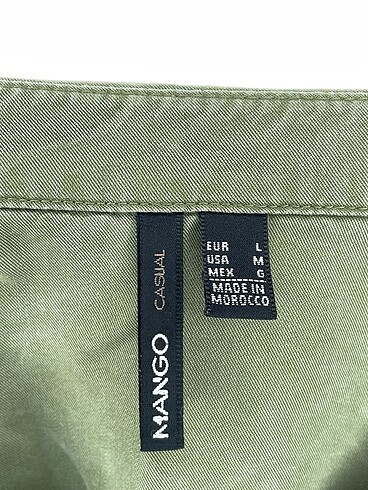 MANGO CASUAL
EUR L
USA M
MEX G
MADE IN
MOROCCO